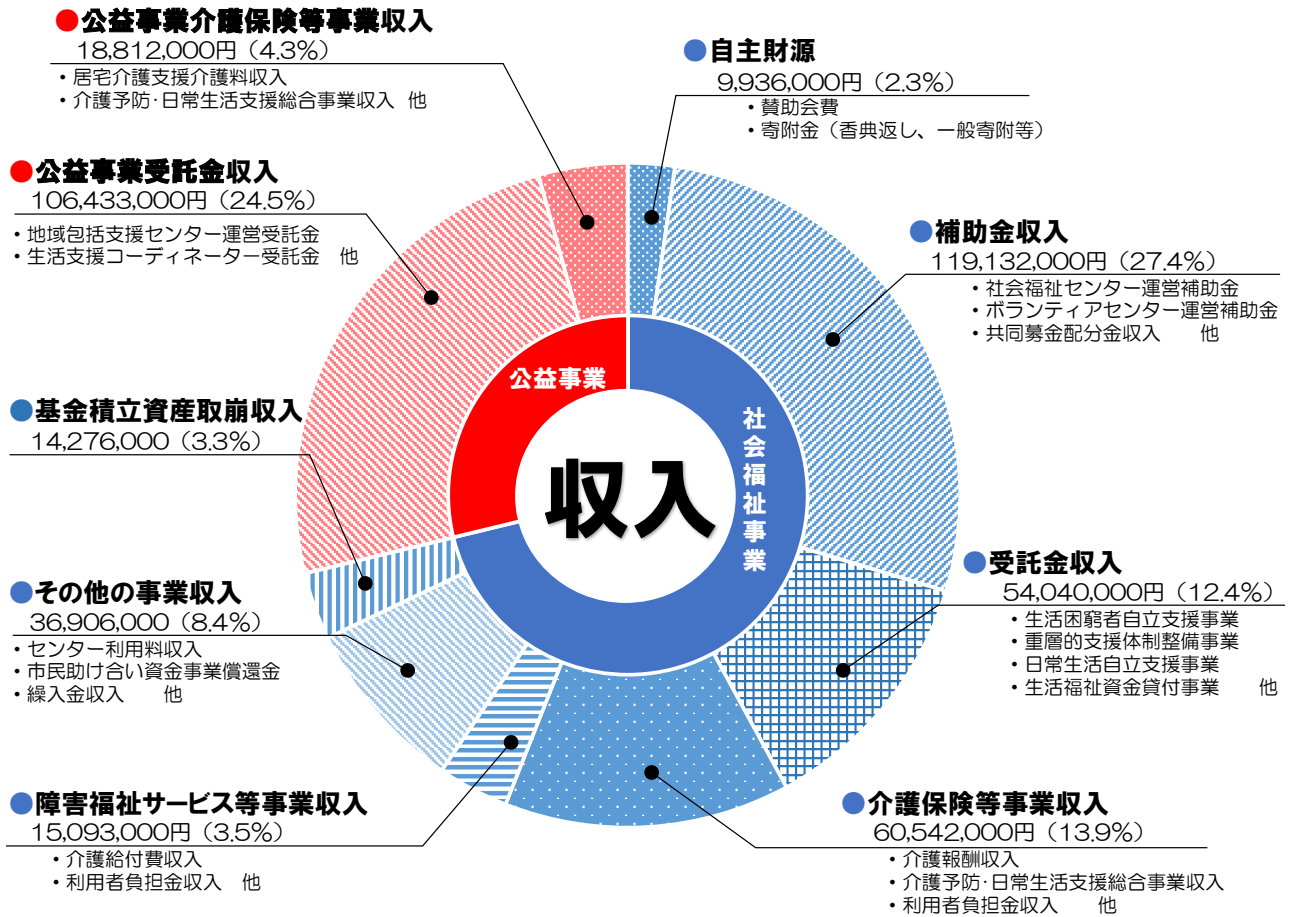 ●公益事業介護保険等事業収入
18,812,000円（4.3%）
・居宅介護支援介護料収入
・介護予防・日常生活支援総合事業収入 他
●自主財源
9,936,000円（2.3%）
・賛助会費
・寄附金（香典返し、一般寄附等）
●公益事業受託金収入
106,433,000円（24.5%）
・地域包括支援センター運営受託金
・生活支援コーディネーター受託金 他
●補助金収入
119,132,000円（27.4%）
・社会福祉センター運営補助金
・ボランティアセンター運営補助金
・共同募金配分金収入 他
公益事業
社会福祉事業
収入
●基金積立資産取崩収入
14,276,000（3.3%）
●受託金収入
54,040,000円（12.4%）
・生活困窮者自立支援事業
・重層的支援体制整備事業
・日常生活自立支援事業
・生活福祉資金貸付事業 他
●その他の事業収入
36,906,000（8.4%）
・センター利用料収入
・市民助け合い資金事業償還金
・繰入金収入 他
●障害福祉サービス等事業収入
15,093,000円（3.5%）
・介護給付費収入
・利用者負担金収入 他
●介護保険等事業収入
60,542,000円（13.9%）
・介護報酬収入
・介護予防・日常生活支援総合事業収入
・利用者負担金収入 他